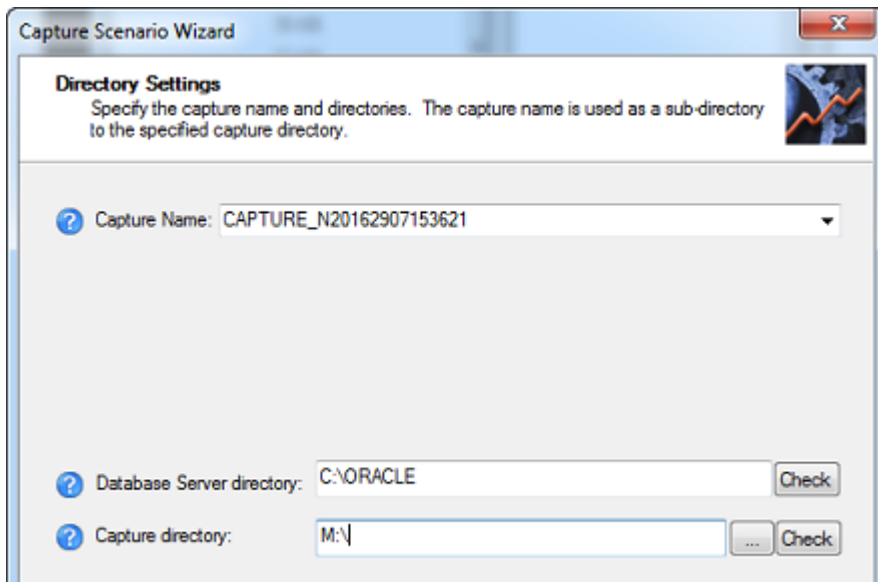 Capture Scenario Wizard
Directory Settings
Specify the capture name and directories. The capture name is used as a sub-directory
to the specified capture directory.
Capture Name: CAPTURE_N20162907153621
Database Server directory: C:\ORACLE Check
Capture directory: M:\ ... Check